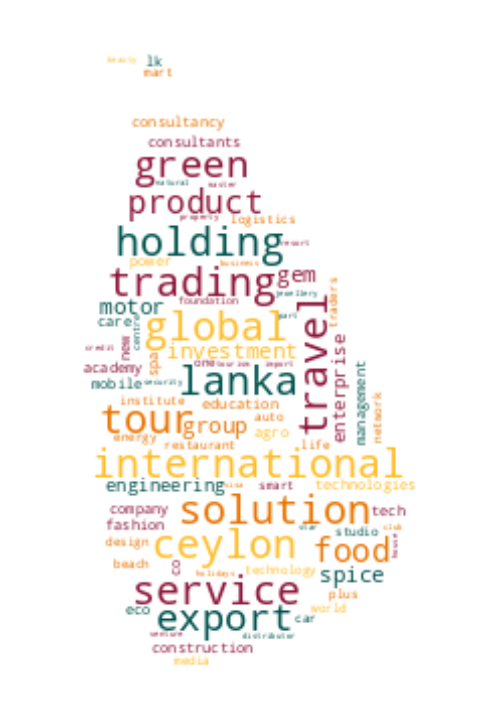 beauty lk
mart
consultancy
consultants
green
natural master
product
property logistics
holding resort
power business
trading gem
jewellery
motor foundation traders
care centre global part travel
new spa investment enterprise
credit one tourism import
academy lanka management
mobile security
institute education network
tour group auto
energy agro
restaurant life
international
engineering visa smart technologies
company solution tech
fashion star studio club
design ceylon food house
beach 8 holidays technology spice
service plus
eco export car world
venture distributor
construction
media